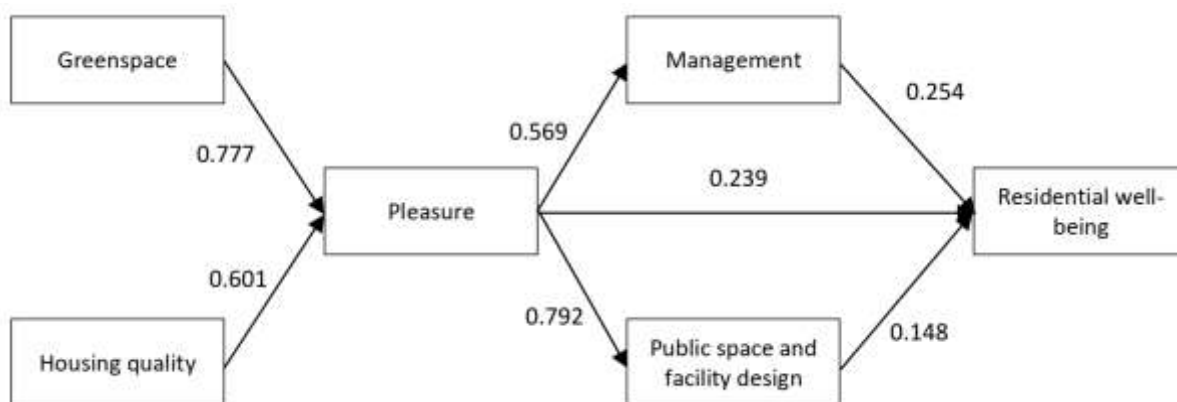 Greenspace
Management
0.254
0.777
0.569
Pleasure
0.239
Residential well-
being
0.601
0.792
Housing quality
Public space and
facility design
0.148